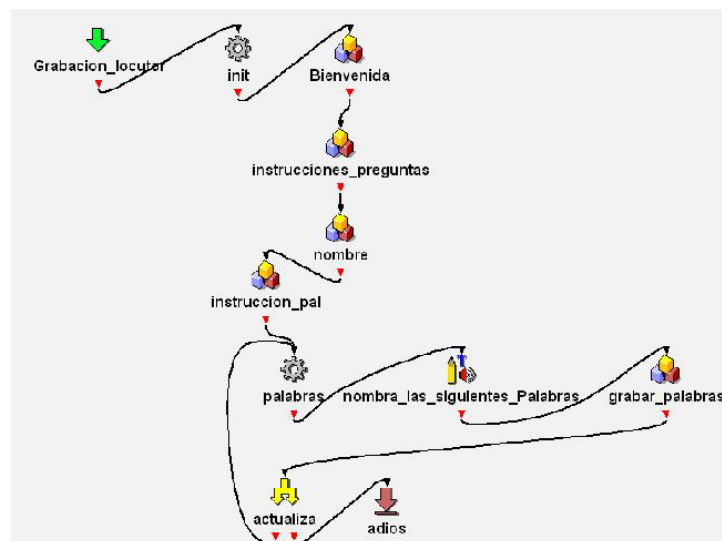 Grabacion_locutor
init
Bienvenida
instrucciones_preguntas
nombre
instruccion_pal
palabras
nombra_las_siguientes_Palabras
grabar_palabras
actualiza
adios